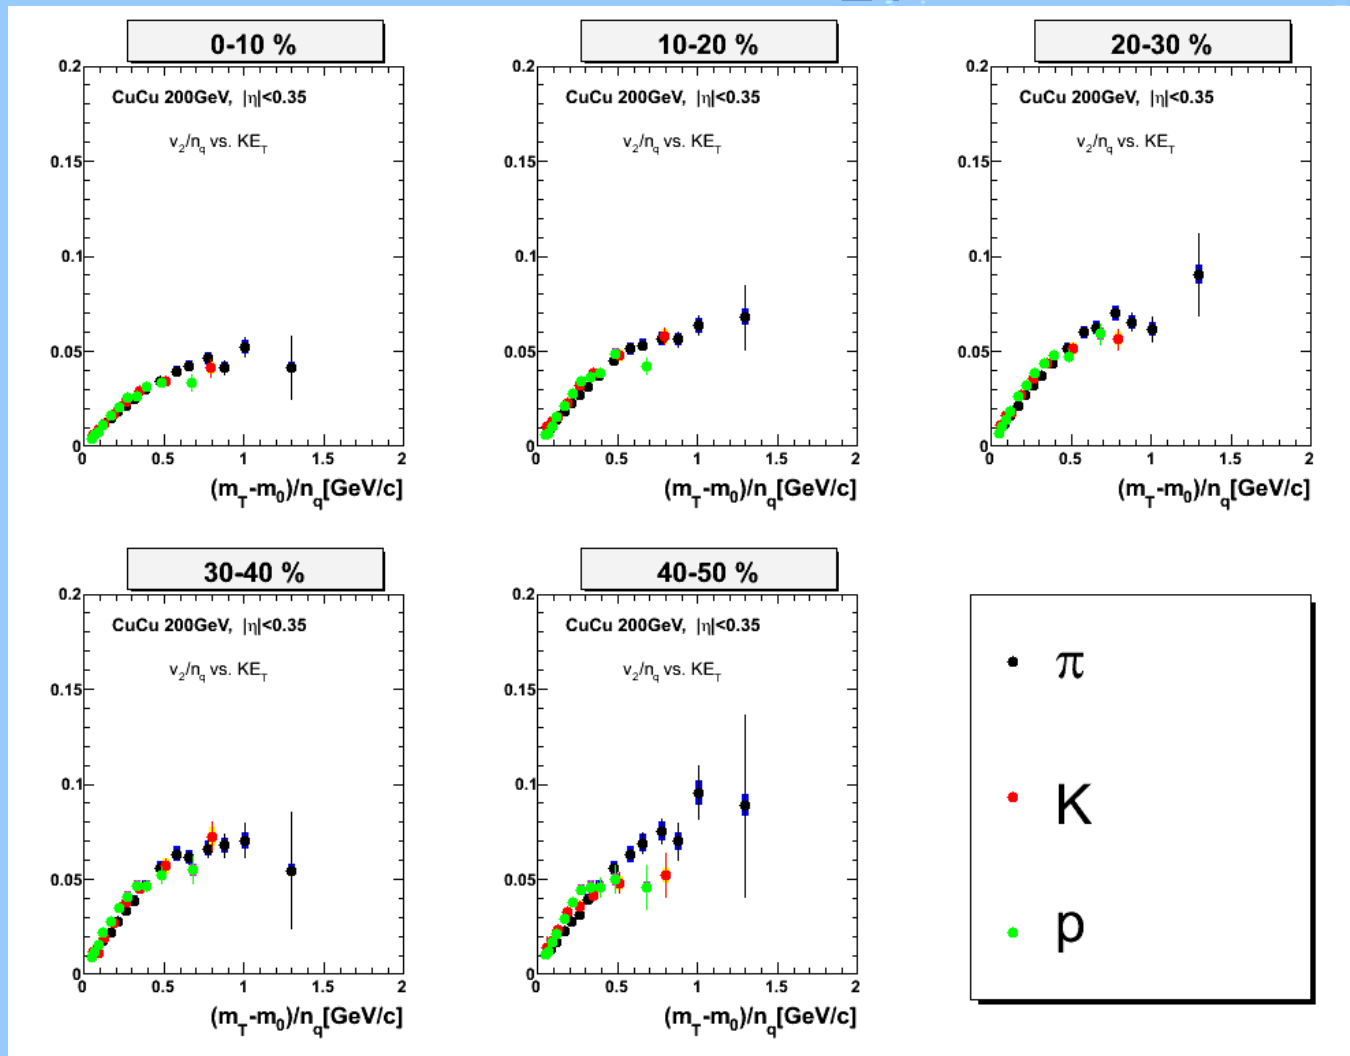 0-10 %
0.2
CuCu 200GeV, |η|<0.35
v2/nq vs. KET
0.15
0.1
0.05
0
0 0.5 1 1.5 2
(mT-m0)/nq[GeV/c]
10-20 %
0.2
CuCu 200GeV, |η|<0.35
v2/nq vs. KET
0.15
0.1
0.05
0
0 0.5 1 1.5 2
(mT-m0)/nq[GeV/c]
20-30 %
0.2
CuCu 200GeV, |η|<0.35
v2/nq vs. KET
0.15
0.1
0.05
0
0 0.5 1 1.5 2
(mT-m0)/nq[GeV/c]
30-40 %
0.2
CuCu 200GeV, |η|<0.35
v2/nq vs. KET
0.15
0.1
0.05
0
0 0.5 1 1.5 2
(mT-m0)/nq[GeV/c]
40-50 %
0.2
CuCu 200GeV, |η|<0.35
v2/nq vs. KET
0.15
0.1
0.05
0
0 0.5 1 1.5 2
(mT-m0)/nq[GeV/c]
π
K
p